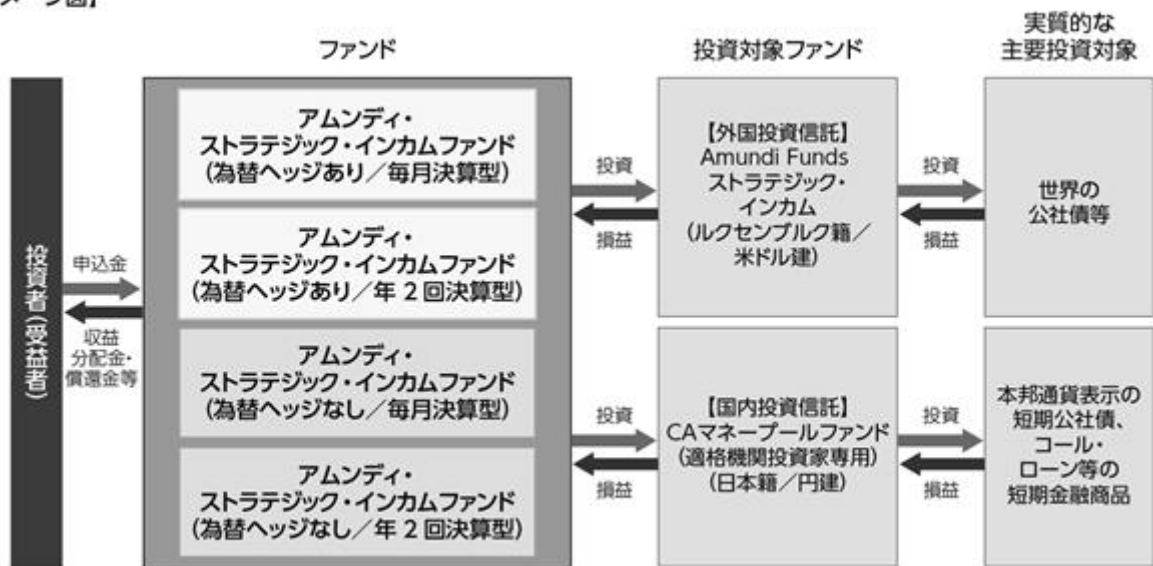 メージ図】
ファンド
投資対象ファンド
実質的な
主要投資対象
投資者(受益者)
申込金
収益
分配金・
償還金等
アムンディ・
ストラテジック・インカムファンド
(為替ヘッジあり/毎月決算型)
アムンディ・
ストラテジック・インカムファンド
(為替ヘッジあり/年2回決算型)
アムンディ・
ストラテジック・インカムファンド
(為替ヘッジなし/毎月決算型)
アムンディ・
ストラテジック・インカムファンド
(為替ヘッジなし/年2回決算型)
投資
損益
【外国投資信託】
Amundi Funds
ストラテジック・
インカム
(ルクセンブルク籍/
米ドル建)
投資
損益
世界の
公社債等
投資
損益
【国内投資信託】
CAマネープールファンド
(適格機関投資家専用)
(日本籍/円建)
投資
損益
本邦通貨表示の
短期公社債、
コール・
ローン等の
短期金融商品